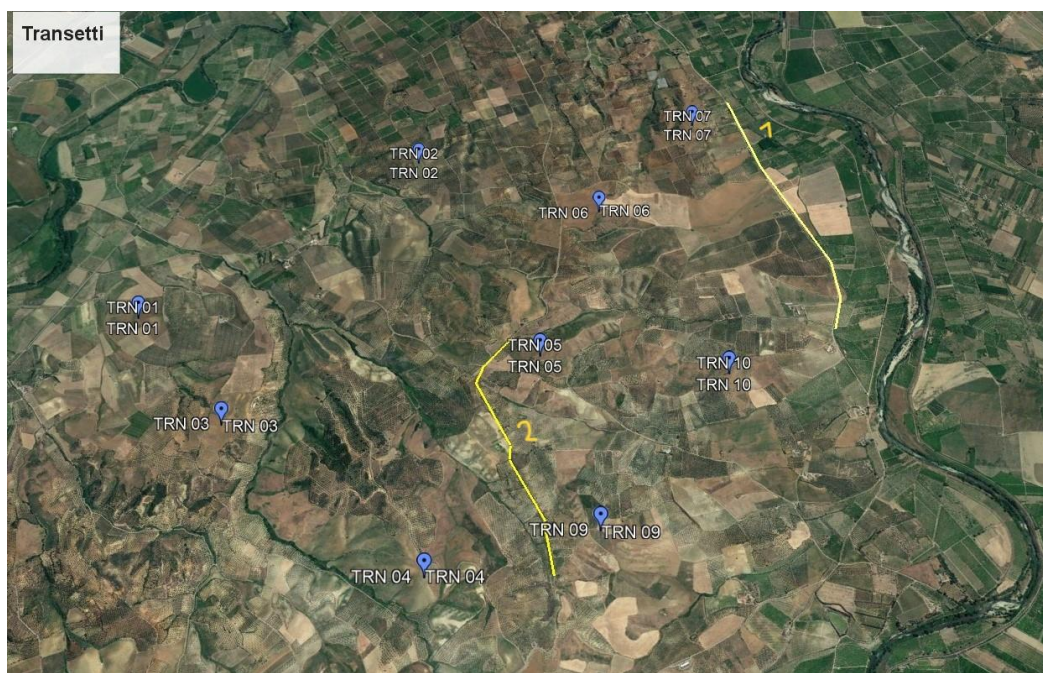 Transetti
TRN 07
TRN 07
1
TRN 02
TRN 02
TRN 06 TRN 06
TRN 01
TRN 01
TRN 05
TRN 05
TRN 10
TRN 10
TRN 03 TRN 03
2
TRN 09 TRN 09
TRN 04 TRN 04